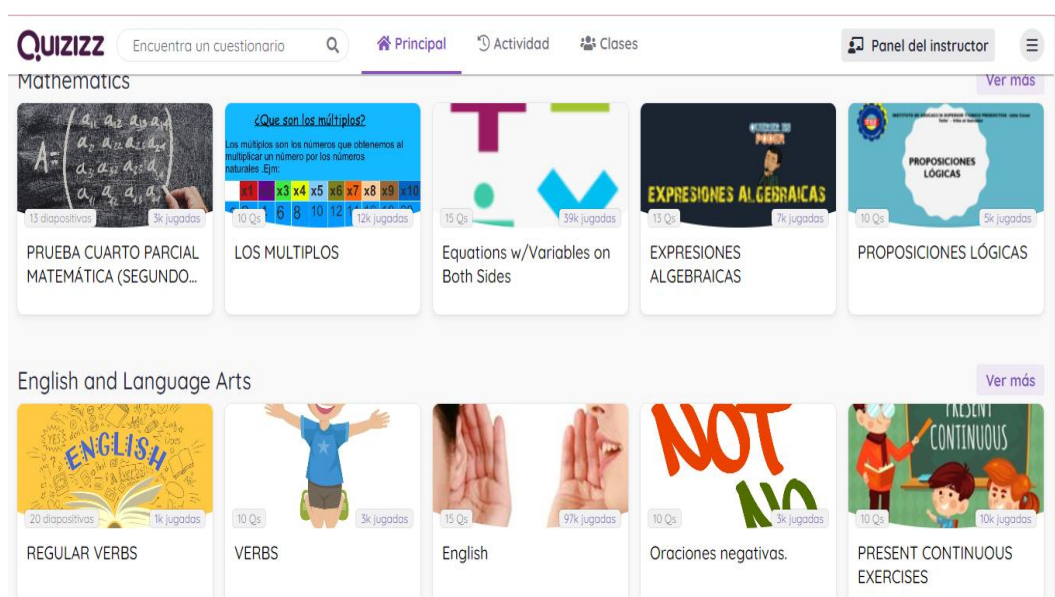 QUIZIZZ
Encuentra un cuestionario
Principal
Actividad
Clases
Panel del instructor
Mathematics
Ver más
A=
13 diapositivas
3k jugadas
PRUEBA CUARTO PARCIAL
MATEMÁTICA (SEGUNDO...
¿Que son los múltiplos?
Los múltiplos son los números que obtenemos al
multiplicar un número por los números
naturales .Ejm:
x1 x3 x4 x5 x6 x7 x8 x9 x10
6 8 10 12
10 Qs
12k jugadas
LOS MULTIPLOS
15 Qs
39k jugadas
Equations w/Variables on
Both Sides
PODER
EXPRESIONES ALGEBRAICAS
13 Qs
7k jugadas
EXPRESIONES
ALGEBRAICAS
PROPOSICIONES
LÓGICAS
10 Qs
5k jugadas
PROPOSICIONES LÓGICAS
English and Language Arts
Ver más
YES
ENGLISH
20 diapositivas
1k jugadas
REGULAR VERBS
10 Qs
3k jugadas
VERBS
15 Qs
97k jugadas
English
NOT
NO
10 Qs
3k jugadas
Oraciones negativas.
PRESENT
CONTINUOUS
10 Qs
10k jugadas
PRESENT CONTINUOUS
EXERCISES